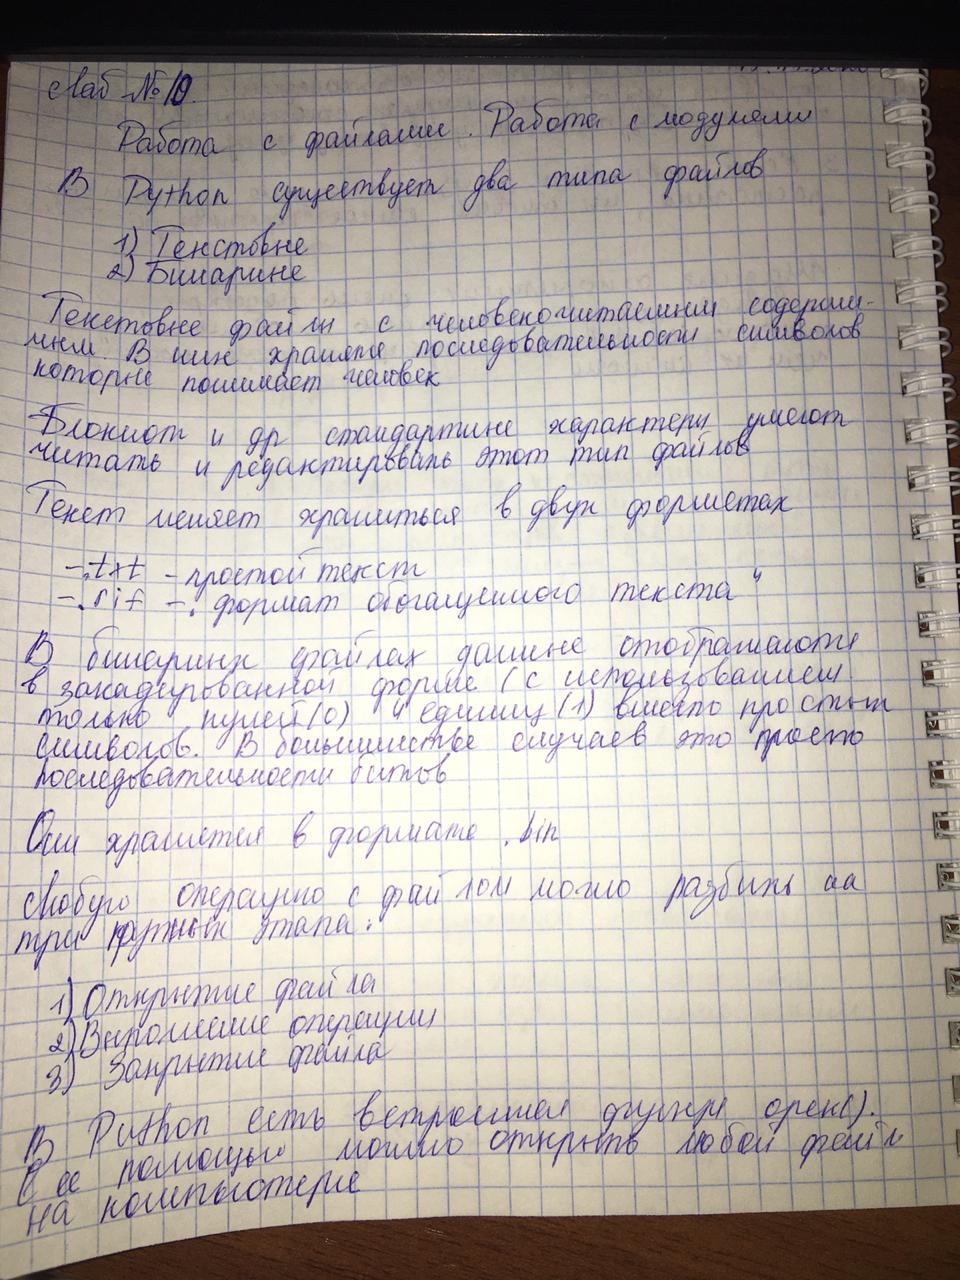 Лаб №10.
Работа с файлами. Работа с модулями
В Python существует два типа файлов
1) Текстовые
2) Бинарные
Текстовые файлы с человекочитаемым содержи-
мым. В них хранятся последовательности символов
которые понимает человек
Блокнот и др стандартные характеры умеют
читать и редактировать этот тип файлов
Текст может храниться в двух форматах
-.txt - простой текст
-.rif - „формат обогащенного текста"
В бинарных файлах данные отображаются
в закадированной форме (с использованием
только нулей(0) и единиц(1) вместо простых
символов. В большинстве случаев это просто
последовательности битов
Они хранятся в формате .bin
Любую операцию с файлом можно разбить на
три крупных этапа:
1) Открытие файла
2) Выполнение операции
3) Закрытие файла
В Python есть встроенная функция open().
С ее помощью можно открыть любой файл
на компьютере